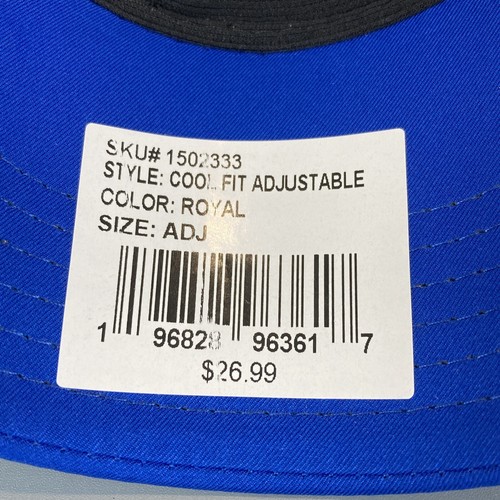 SKU# 1502333
STYLE: COOL FIT ADJUSTABLE
COLOR: ROYAL
SIZE: ADJ
1 96828 96361 7
$26.99